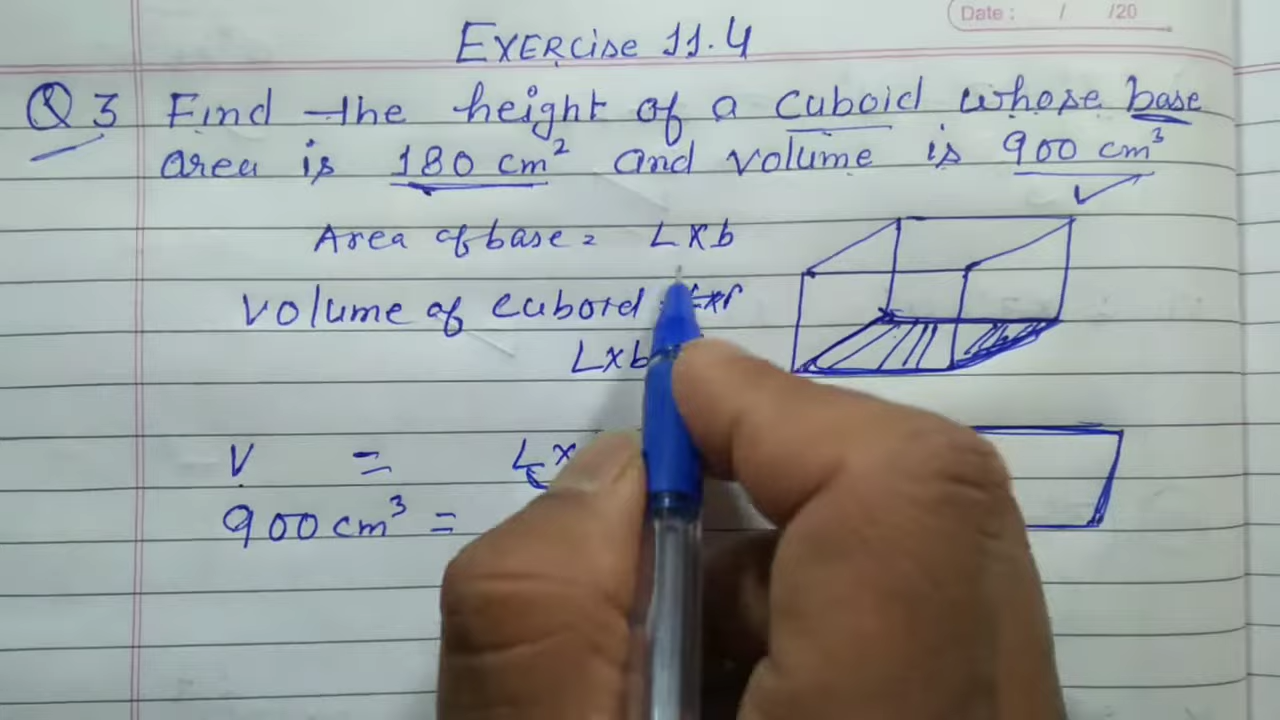 Date : / /20
Exercise 11.4
Q 3 Find the height of a cuboid whose base
area is 180 cm² and volume is 900 cm³
Area of base = L×b
Volume of cuboid
L×b
V = L×
900 cm³ =